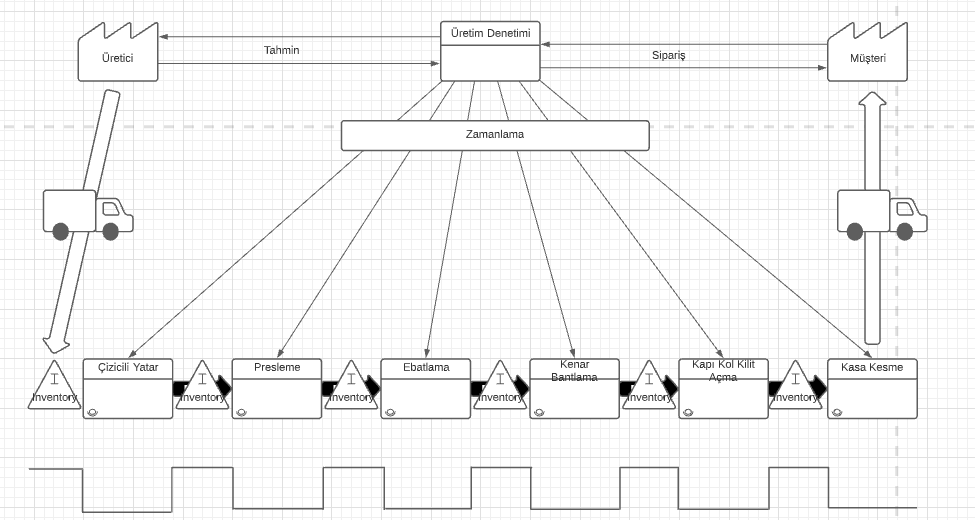 Üretici
Tahmin
Üretim Denetimi
Sipariş
Müşteri
Zamanlama
I
Inventory
Çizicili Yatar
I
Inventory
Presleme
I
Inventory
Ebatlama
I
Inventory
Kenar
Bantlama
I
Inventory
Kapı Kol Kilit
Açma
I
Inventory
Kasa Kesme